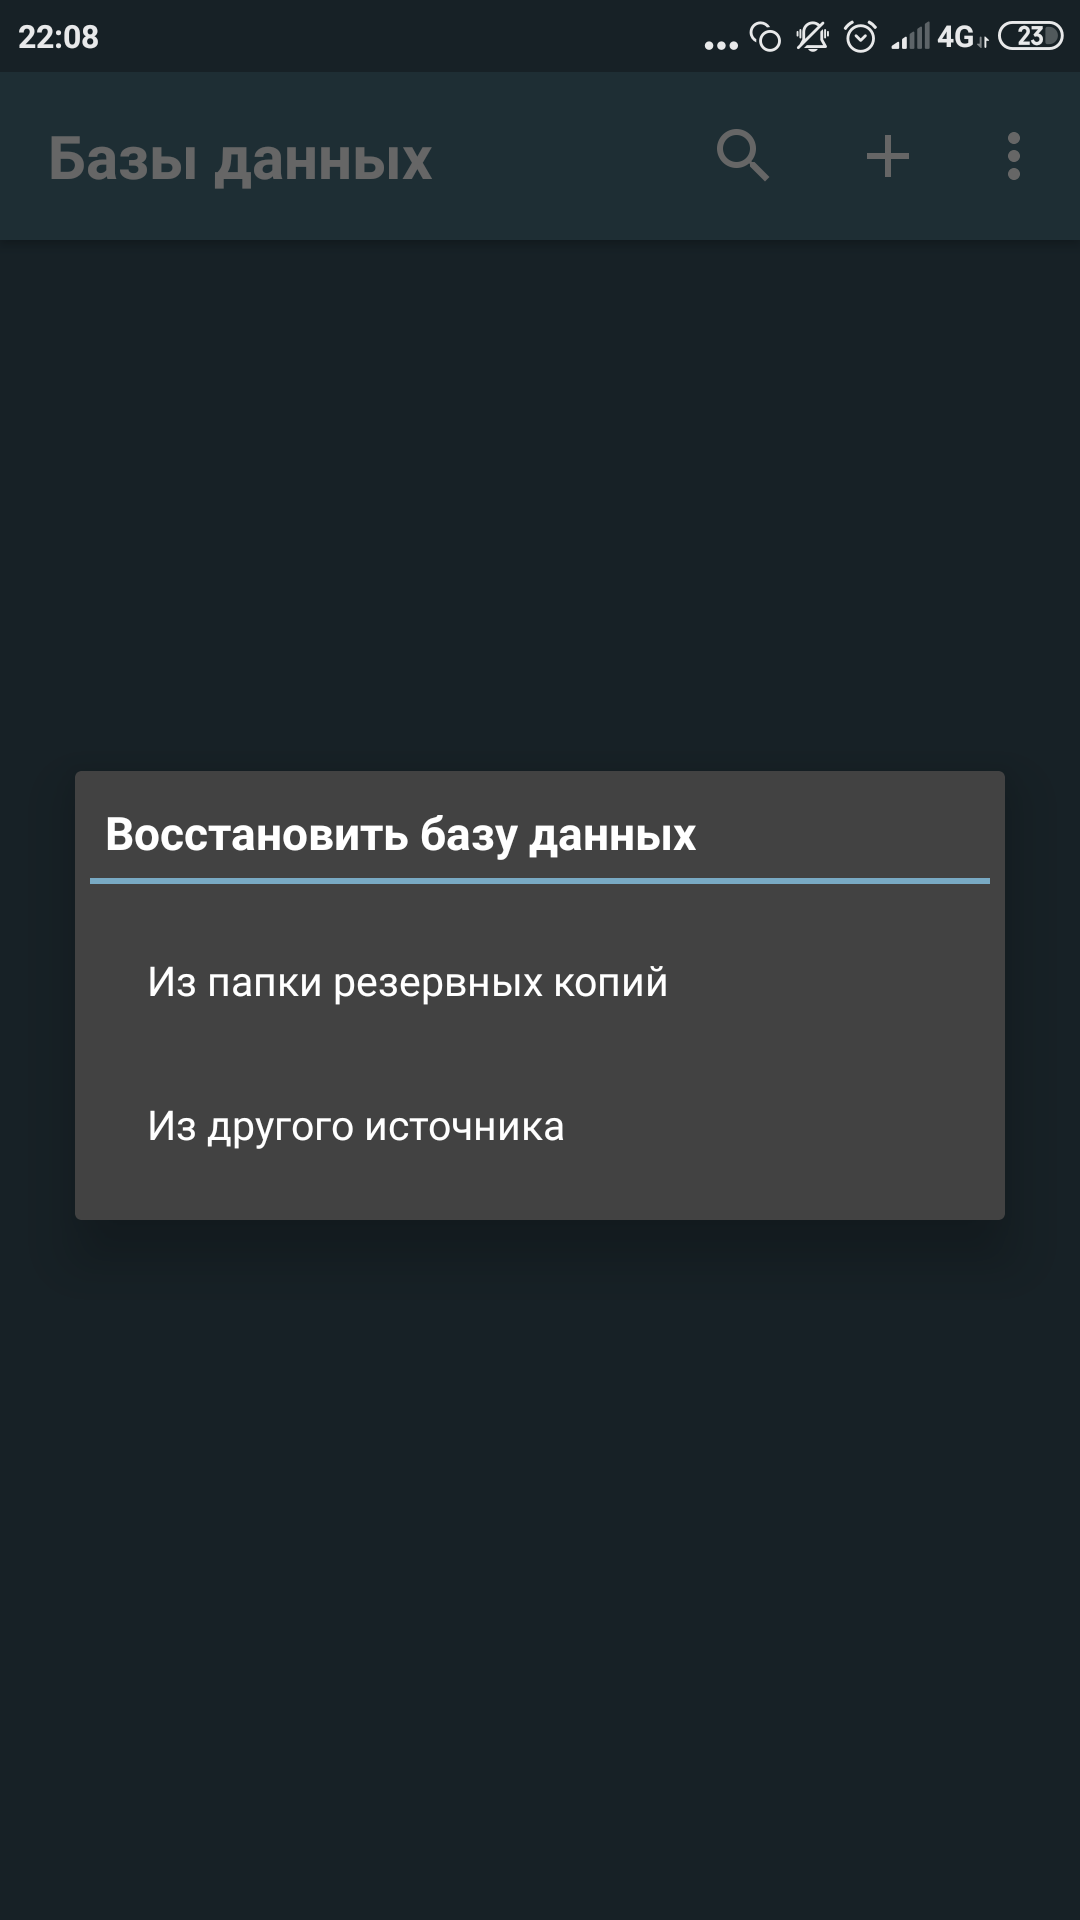 22:08
4G
23
Базы данных
Восстановить базу данных
Из папки резервных копий
Из другого источника